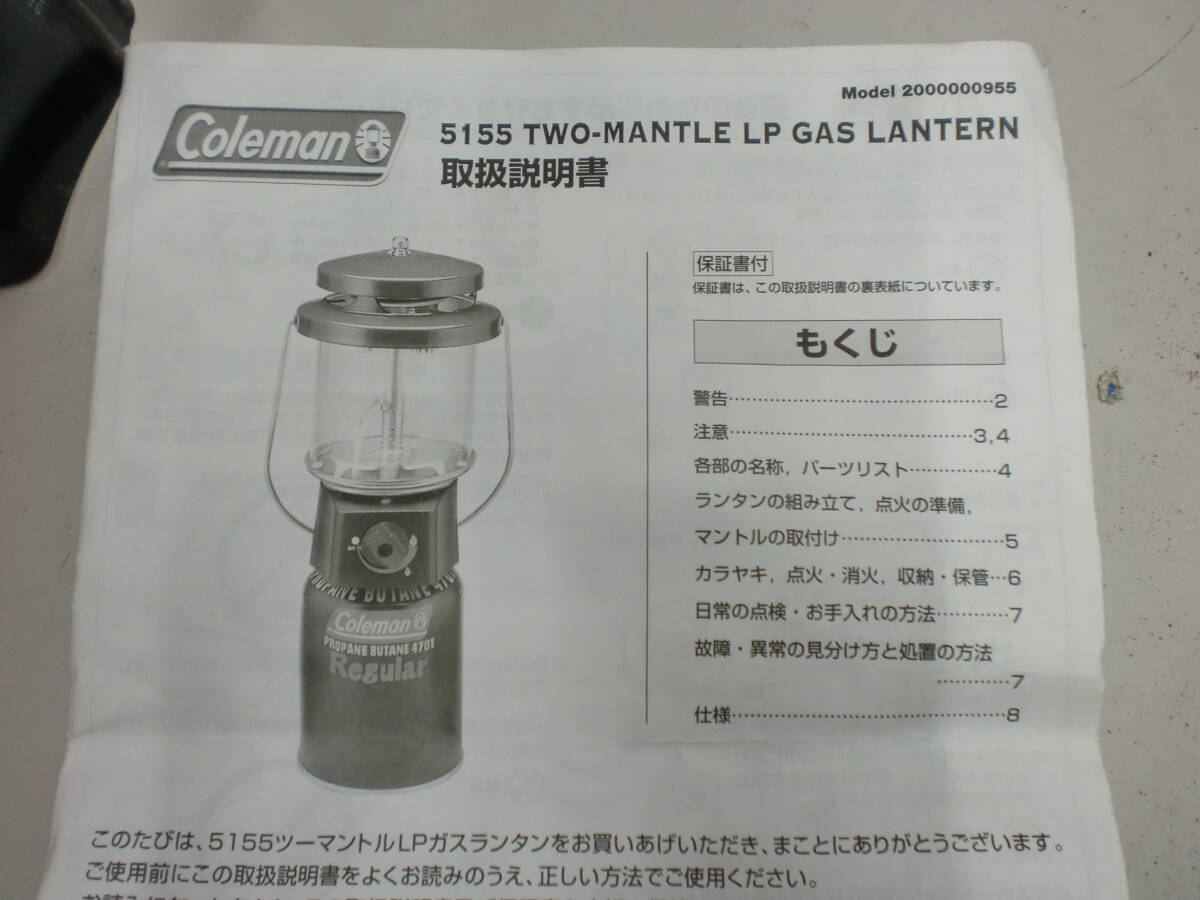 Model 2000000955
Coleman
5155 TWO-MANTLE LP GAS LANTERN
取扱説明書
保証書付
保証書は、この取扱説明書の裏表紙についています。
もくじ
警告…………………………………………2
注意……………………………………3,4
各部の名称，パーツリスト……………4
ランタンの組み立て，点火の準備，
マントルの取付け………………………5
カラヤキ，点火・消火，収納・保管…6
日常の点検・お手入れの方法…………7
故障・異常の見分け方と処置の方法
…………7
仕様…………………………………………8
PROPANE BUTANE 470T
Coleman
PROPANE BUTANE 470T
Regular
このたびは、5155ツーマントルLPガスランタンをお買いあげいただき、まことにありがとうございます。
ご使用前にこの取扱説明書をよくお読みのうえ、正しい方法でご使用ください。